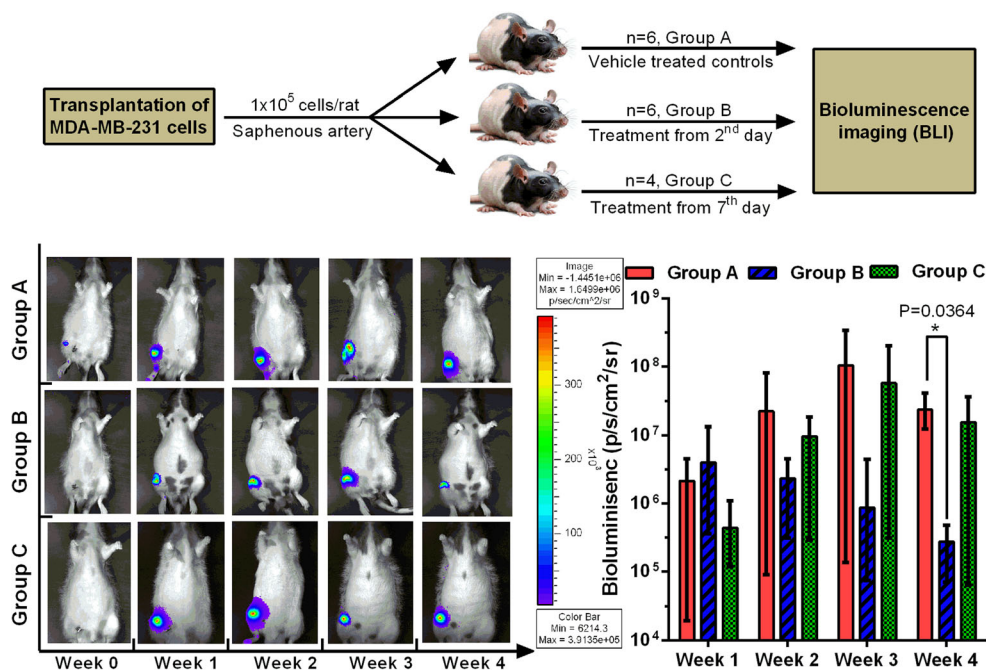 Transplantation of
MDA-MB-231 cells
1x10⁵ cells/rat
Saphenous artery
n=6, Group A
Vehicle treated controls
n=6, Group B
Treatment from 2ⁿᵈ day
n=4, Group C
Treatment from 7ᵗʰ day
Bioluminescence
imaging (BLI)
Group A
Group B
Group C
Week 0
Week 1
Week 2
Week 3
Week 4
Image
Min = -1.4451e+06
Max = 1.6499e+06
p/sec/cm^2/sr
300
200
x10³
100
Color Bar
Min = 6214.3
Max = 3.9135e+05
Group A
Group B
Group C
Bioluminisenc (p/s/cm²/sr)
10⁹
10⁸
10⁷
10⁶
10⁵
10⁴
P=0.0364
*
Week 1
Week 2
Week 3
Week 4